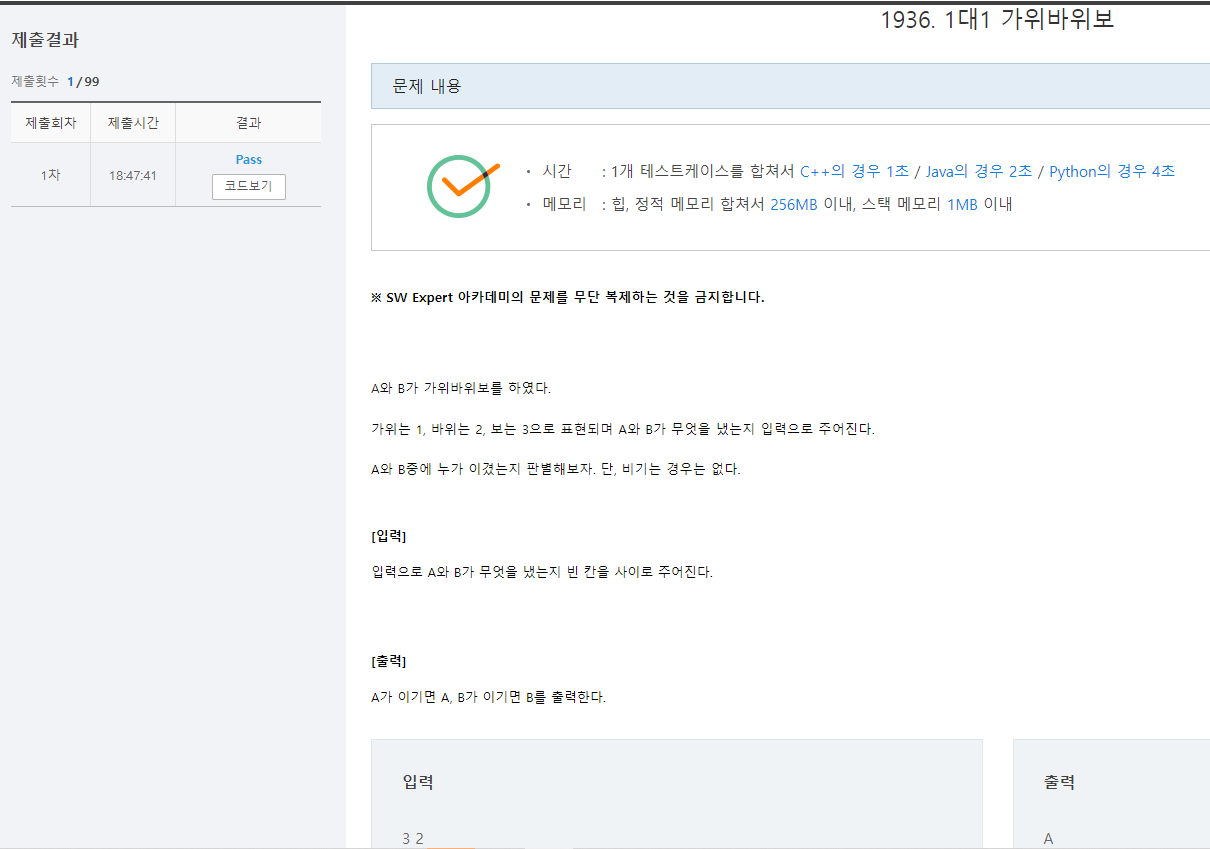 1936. 1대1 가위바위보
제출결과
제출횟수 1 / 99
제출회차 제출시간 결과
1차 18:47:41 Pass
코드보기
문제 내용
· 시간 : 1개 테스트케이스를 합쳐서 C++의 경우 1초 / Java의 경우 2초 / Python의 경우 4초
· 메모리 : 힙, 정적 메모리 합쳐서 256MB 이내, 스택 메모리 1MB 이내
※ SW Expert 아카데미의 문제를 무단 복제하는 것을 금지합니다.
A와 B가 가위바위보를 하였다.
가위는 1, 바위는 2, 보는 3으로 표현되며 A와 B가 무엇을 냈는지 입력으로 주어진다.
A와 B중에 누가 이겼는지 판별해보자. 단, 비기는 경우는 없다.
[입력]
입력으로 A와 B가 무엇을 냈는지 빈 칸을 사이로 주어진다.
[출력]
A가 이기면 A, B가 이기면 B를 출력한다.
입력
3 2
출력
A